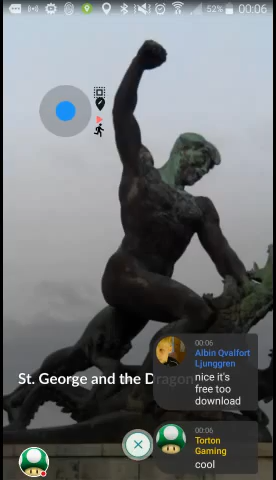 52% 00:06
St. George and the Dragon
00:06
Albin Qvalfort
Ljunggren
nice it's
free too
download
00:06
Torton
Gaming
cool